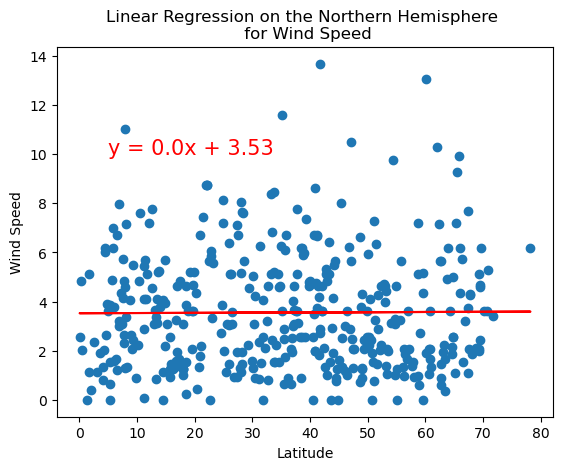 Linear Regression on the Northern Hemisphere
for Wind Speed
14
12
10
8
6
4
2
0
y = 0.0x + 3.53
Wind Speed
0 10 20 30 40 50 60 70 80
Latitude